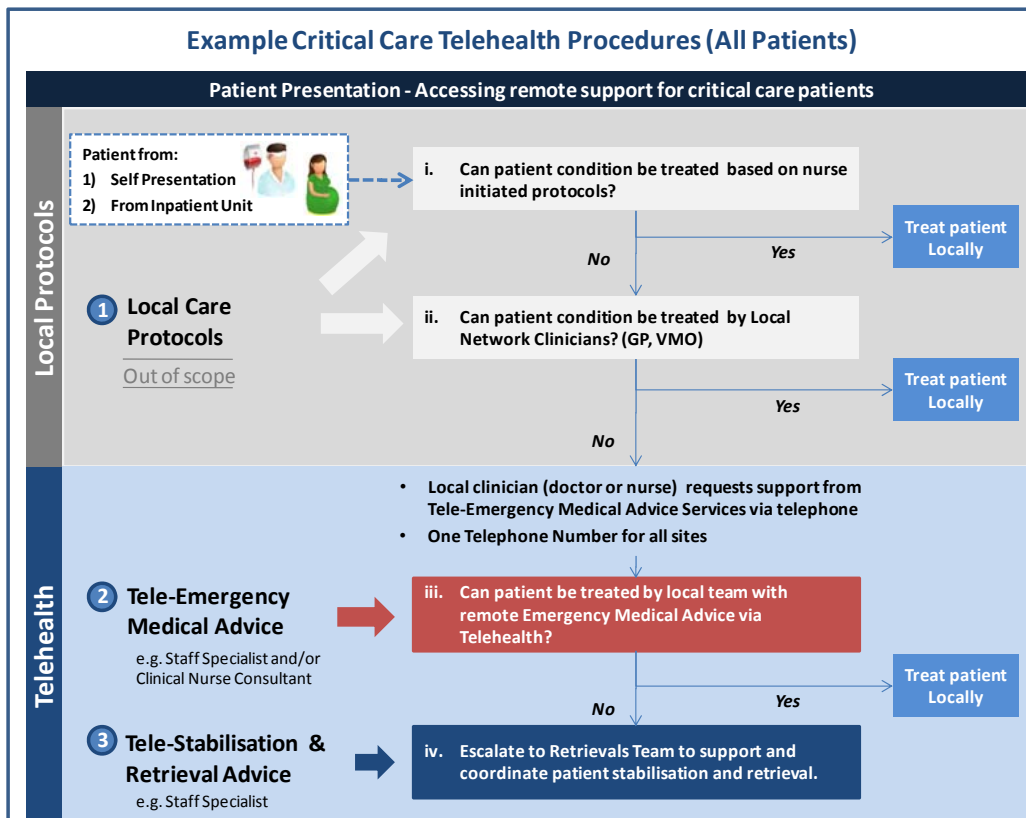 Example Critical Care Telehealth Procedures (All Patients)
Patient Presentation - Accessing remote support for critical care patients
Local Protocols
Patient from:
1) Self Presentation
2) From Inpatient Unit
i. Can patient condition be treated based on nurse
initiated protocols?
Treat patient
Locally
Yes
No
1 Local Care
Protocols
Out of scope
ii. Can patient condition be treated by Local
Network Clinicians? (GP, VMO)
Treat patient
Locally
Yes
No
Telehealth
• Local clinician (doctor or nurse) requests support from
Tele-Emergency Medical Advice Services via telephone
• One Telephone Number for all sites
2 Tele-Emergency
Medical Advice
e.g. Staff Specialist and/or
Clinical Nurse Consultant
iii. Can patient be treated by local team with
remote Emergency Medical Advice via
Telehealth?
Treat patient
Locally
Yes
No
3 Tele-Stabilisation &
Retrieval Advice
e.g. Staff Specialist
iv. Escalate to Retrievals Team to support and
coordinate patient stabilisation and retrieval.